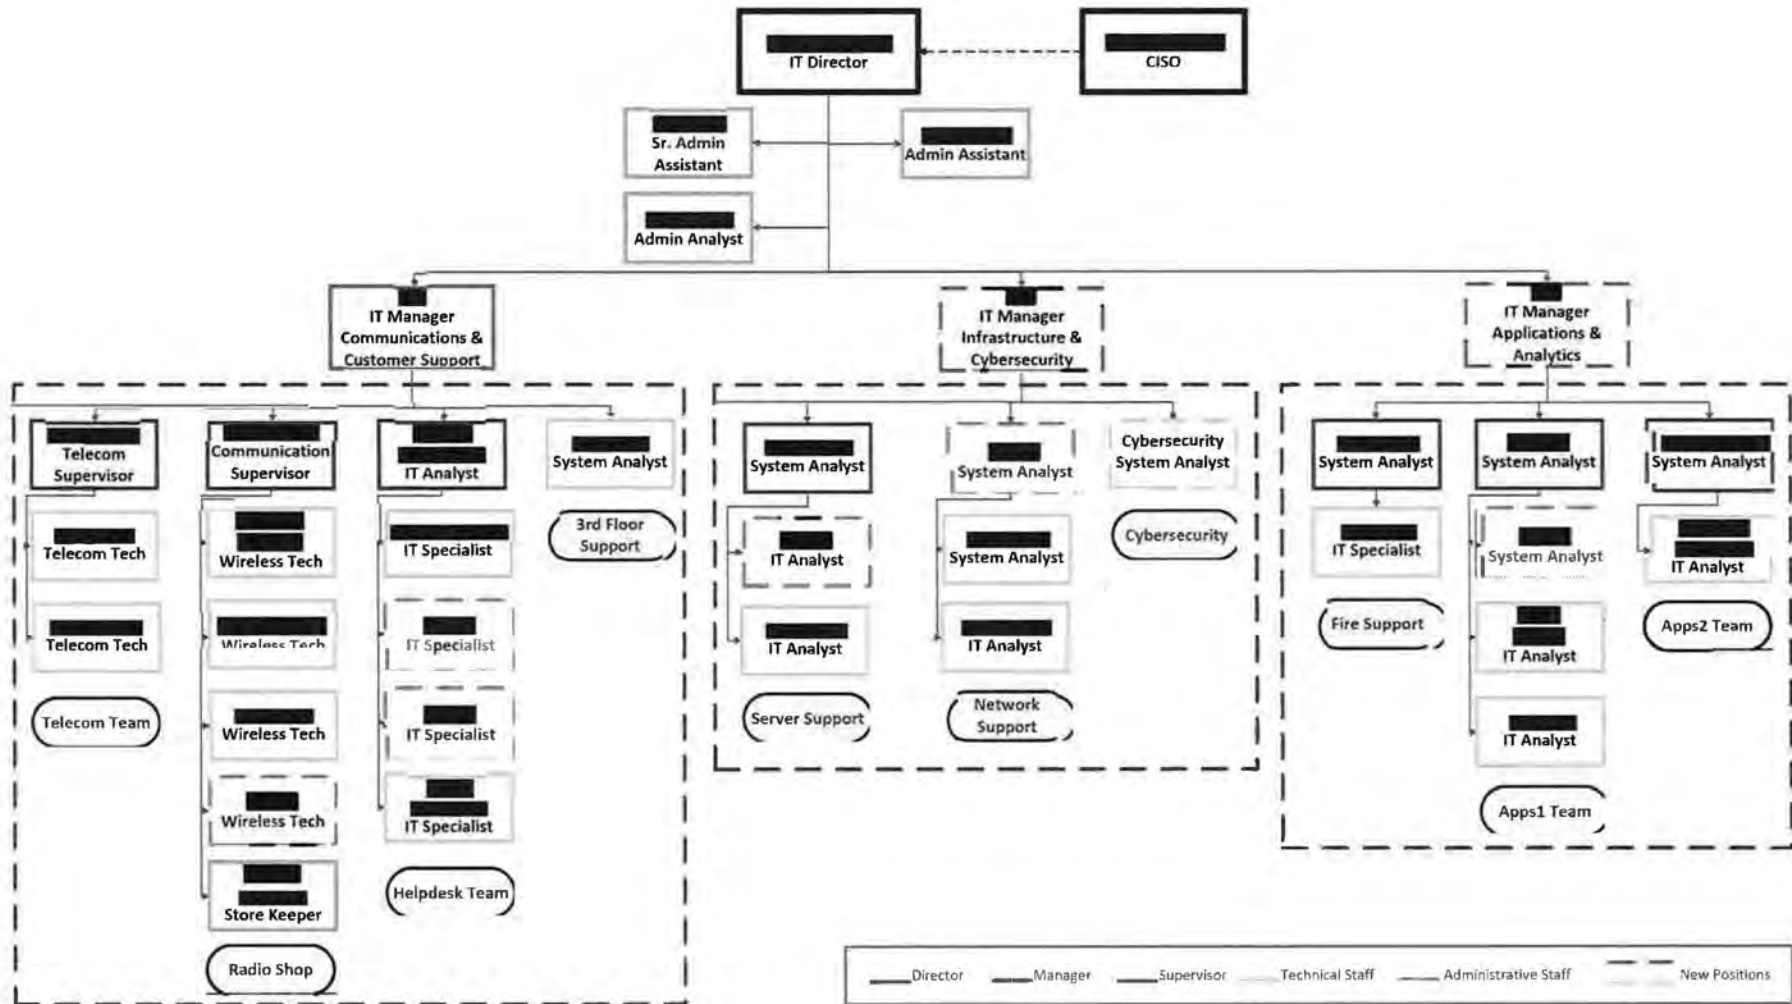 IT Director
CISO
Sr. Admin
Assistant
Admin Assistant
Admin Analyst
IT Manager
Communications &
Customer Support
IT Manager
Infrastructure &
Cybersecurity
IT Manager
Applications &
Analytics
Telecom
Supervisor
Telecom Tech
Telecom Tech
Telecom Team
Communication
Supervisor
Wireless Tech
Wireless Tech
Wireless Tech
Wireless Tech
Store Keeper
Radio Shop
IT Analyst
IT Specialist
IT Specialist
IT Specialist
IT Specialist
Helpdesk Team
System Analyst
3rd Floor
Support
System Analyst
IT Analyst
IT Analyst
Server Support
System Analyst
System Analyst
IT Analyst
Network
Support
Cybersecurity
System Analyst
Cybersecurity
System Analyst
IT Specialist
Fire Support
System Analyst
System Analyst
IT Analyst
IT Analyst
Apps1 Team
System Analyst
IT Analyst
Apps2 Team
Director
Manager
Supervisor
Technical Staff
Administrative Staff
New Positions